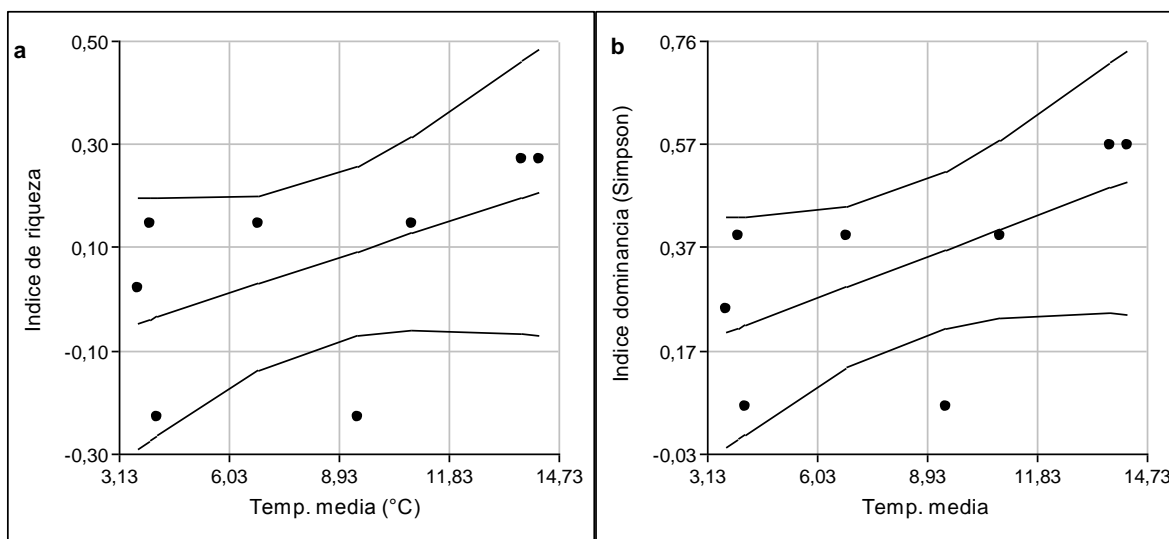 a
0,50
0,30
0,10
-0,10
-0,30
Indice de riqueza
3,13 6,03 8,93 11,83 14,73
Temp. media (°C)
b
0,76
0,57
0,37
0,17
-0,03
Indice dominancia (Simpson)
3,13 6,03 8,93 11,83 14,73
Temp. media